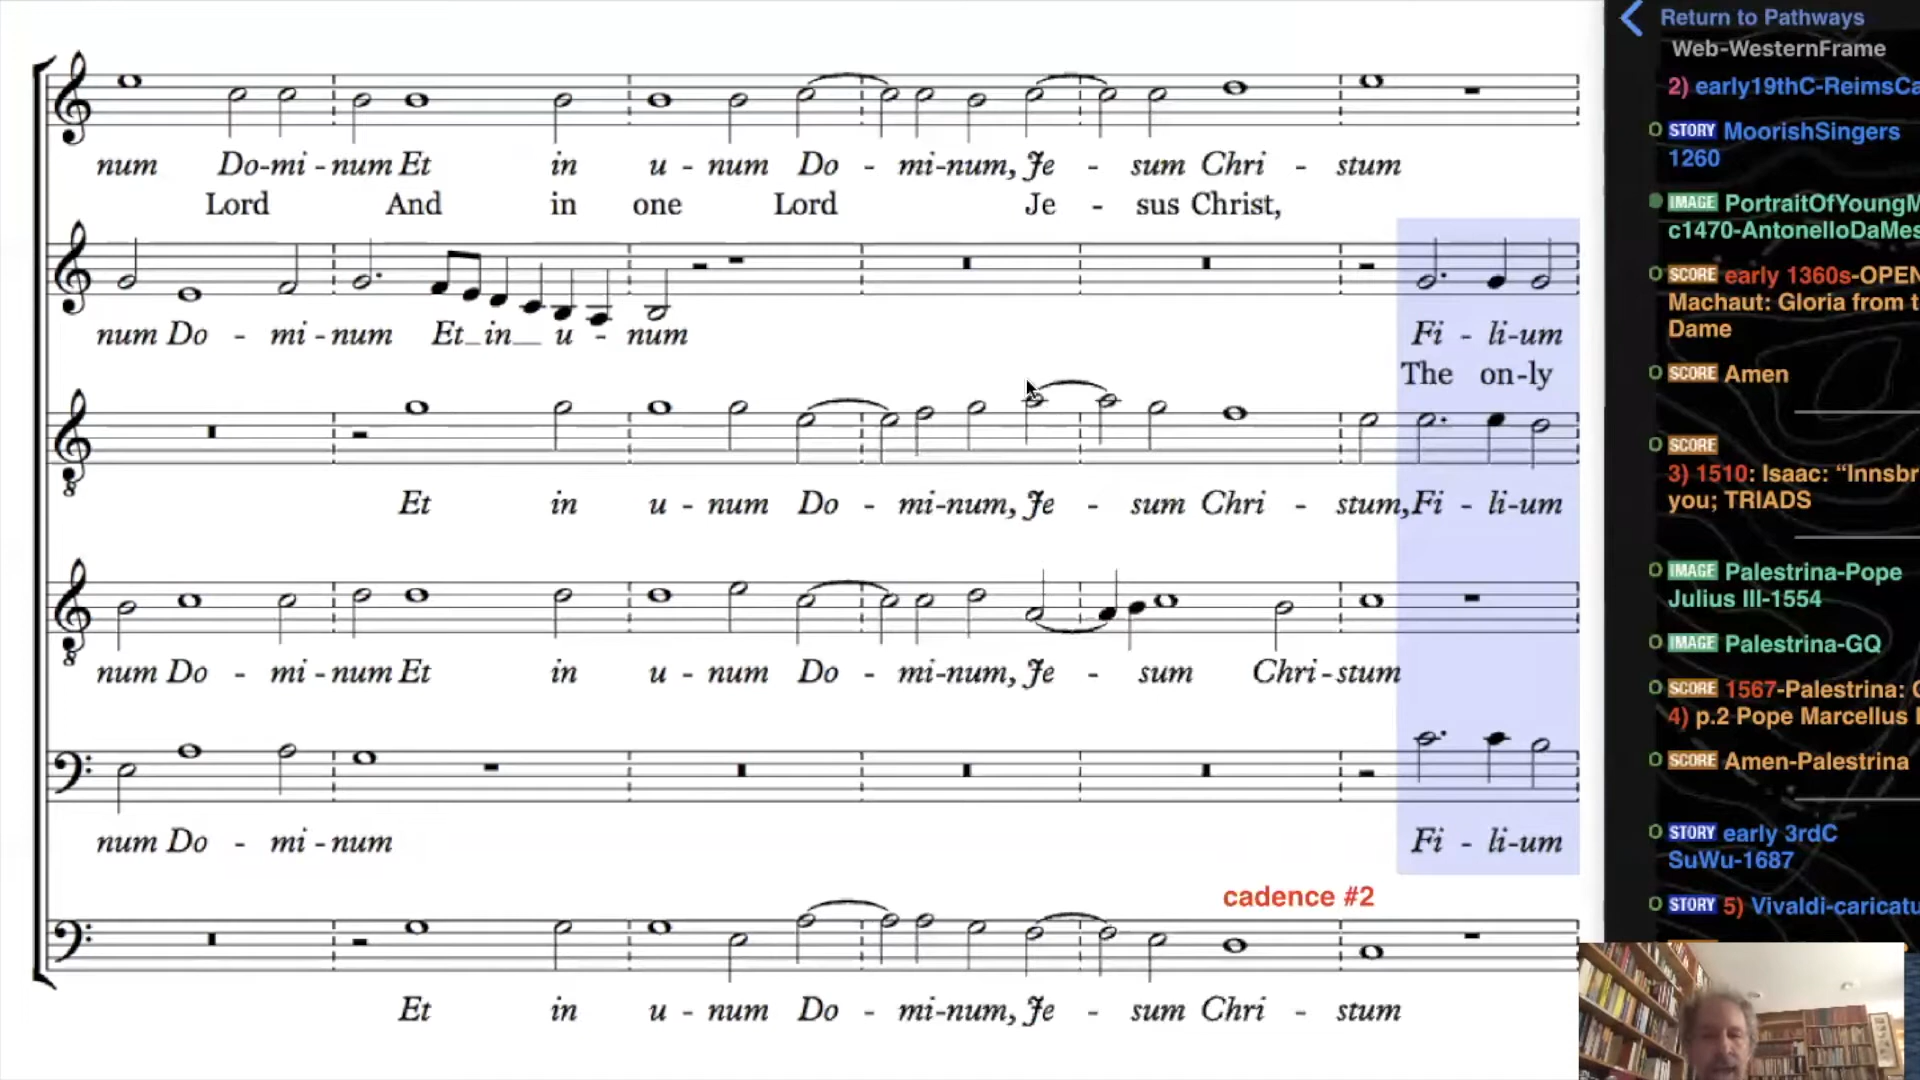 num Do-mi-num Et in u-num Do-mi-num, Je-sum Chri-stum
Lord And in one Lord Je-sus Christ,
num Do-mi-num Et in u-num Fi-li-um
The on-ly
8
Et in u-num Do-mi-num, Je-sum Chri-stum, Fi-li-um
8
num Do-mi-num Et in u-num Do-mi-num, Je-sum Chri-stum
num Do-mi-num Fi-li-um
cadence #2
Et in u-num Do-mi-num, Je-sum Chri-stum
Return to Pathways
Web-WesternFrame
2) early19thC-ReimsCa
STORY MoorishSingers
1260
IMAGE PortraitOfYoungM
c1470-AntonelloDaMes
SCORE early 1360s-OPEN
Machaut: Gloria from t
Dame
SCORE Amen
SCORE
3) 1510: Isaac: “Innsbr
you; TRIADS
IMAGE Palestrina-Pope
Julius III-1554
IMAGE Palestrina-GQ
SCORE 1567-Palestrina:
4) p.2 Pope Marcellus
SCORE Amen-Palestrina
STORY early 3rdC
SuWu-1687
STORY 5) Vivaldi-caricatu